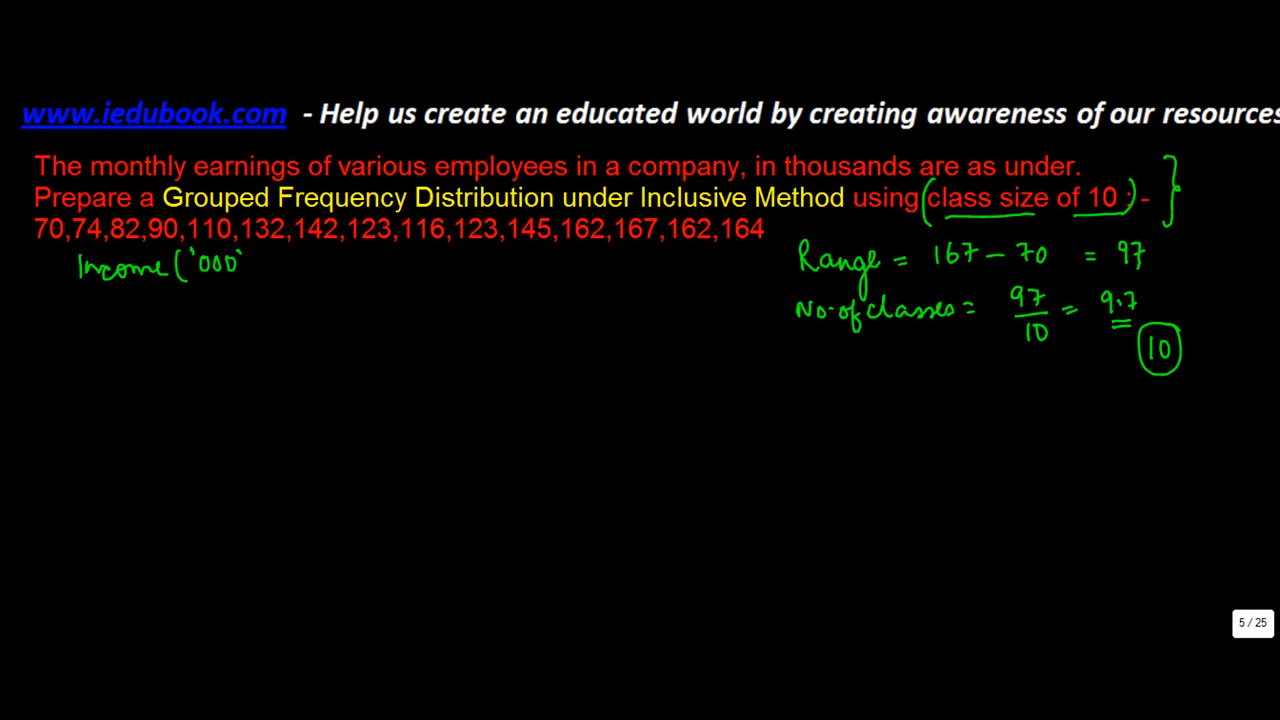 www.iedubook.com - Help us create an educated world by creating awareness of our resources
The monthly earnings of various employees in a company, in thousands are as under.
Prepare a Grouped Frequency Distribution under Inclusive Method using (class size of 10 : ) -
70,74,82,90,110,132,142,123,116,123,145,162,167,162,164
Income ('000'
Range = 167 - 70 = 97
No. of classes = 97/10 = 9.7
10
5 / 25